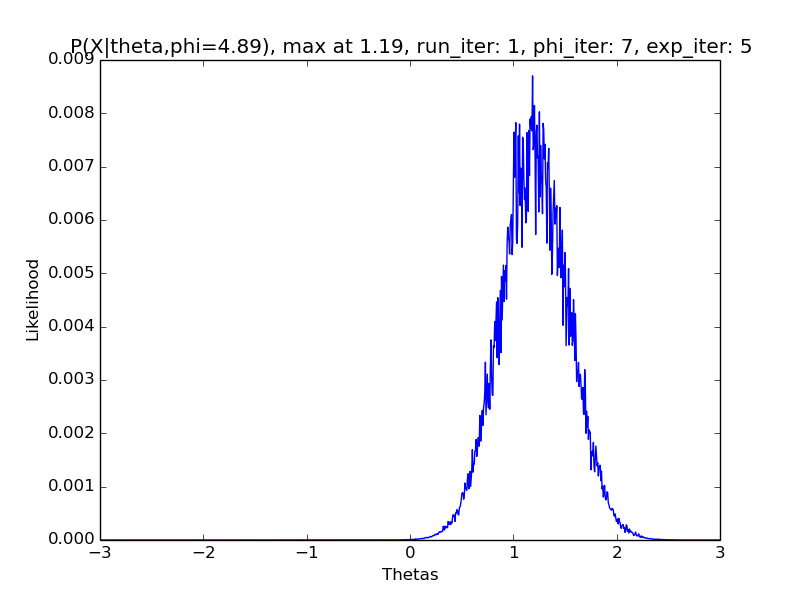 P(X|theta,phi=4.89), max at 1.19, run_iter: 1, phi_iter: 7, exp_iter: 5
0.009
0.008
0.007
0.006
0.005
0.004
0.003
0.002
0.001
0.000
Likelihood
−3 −2 −1 0 1 2 3
Thetas